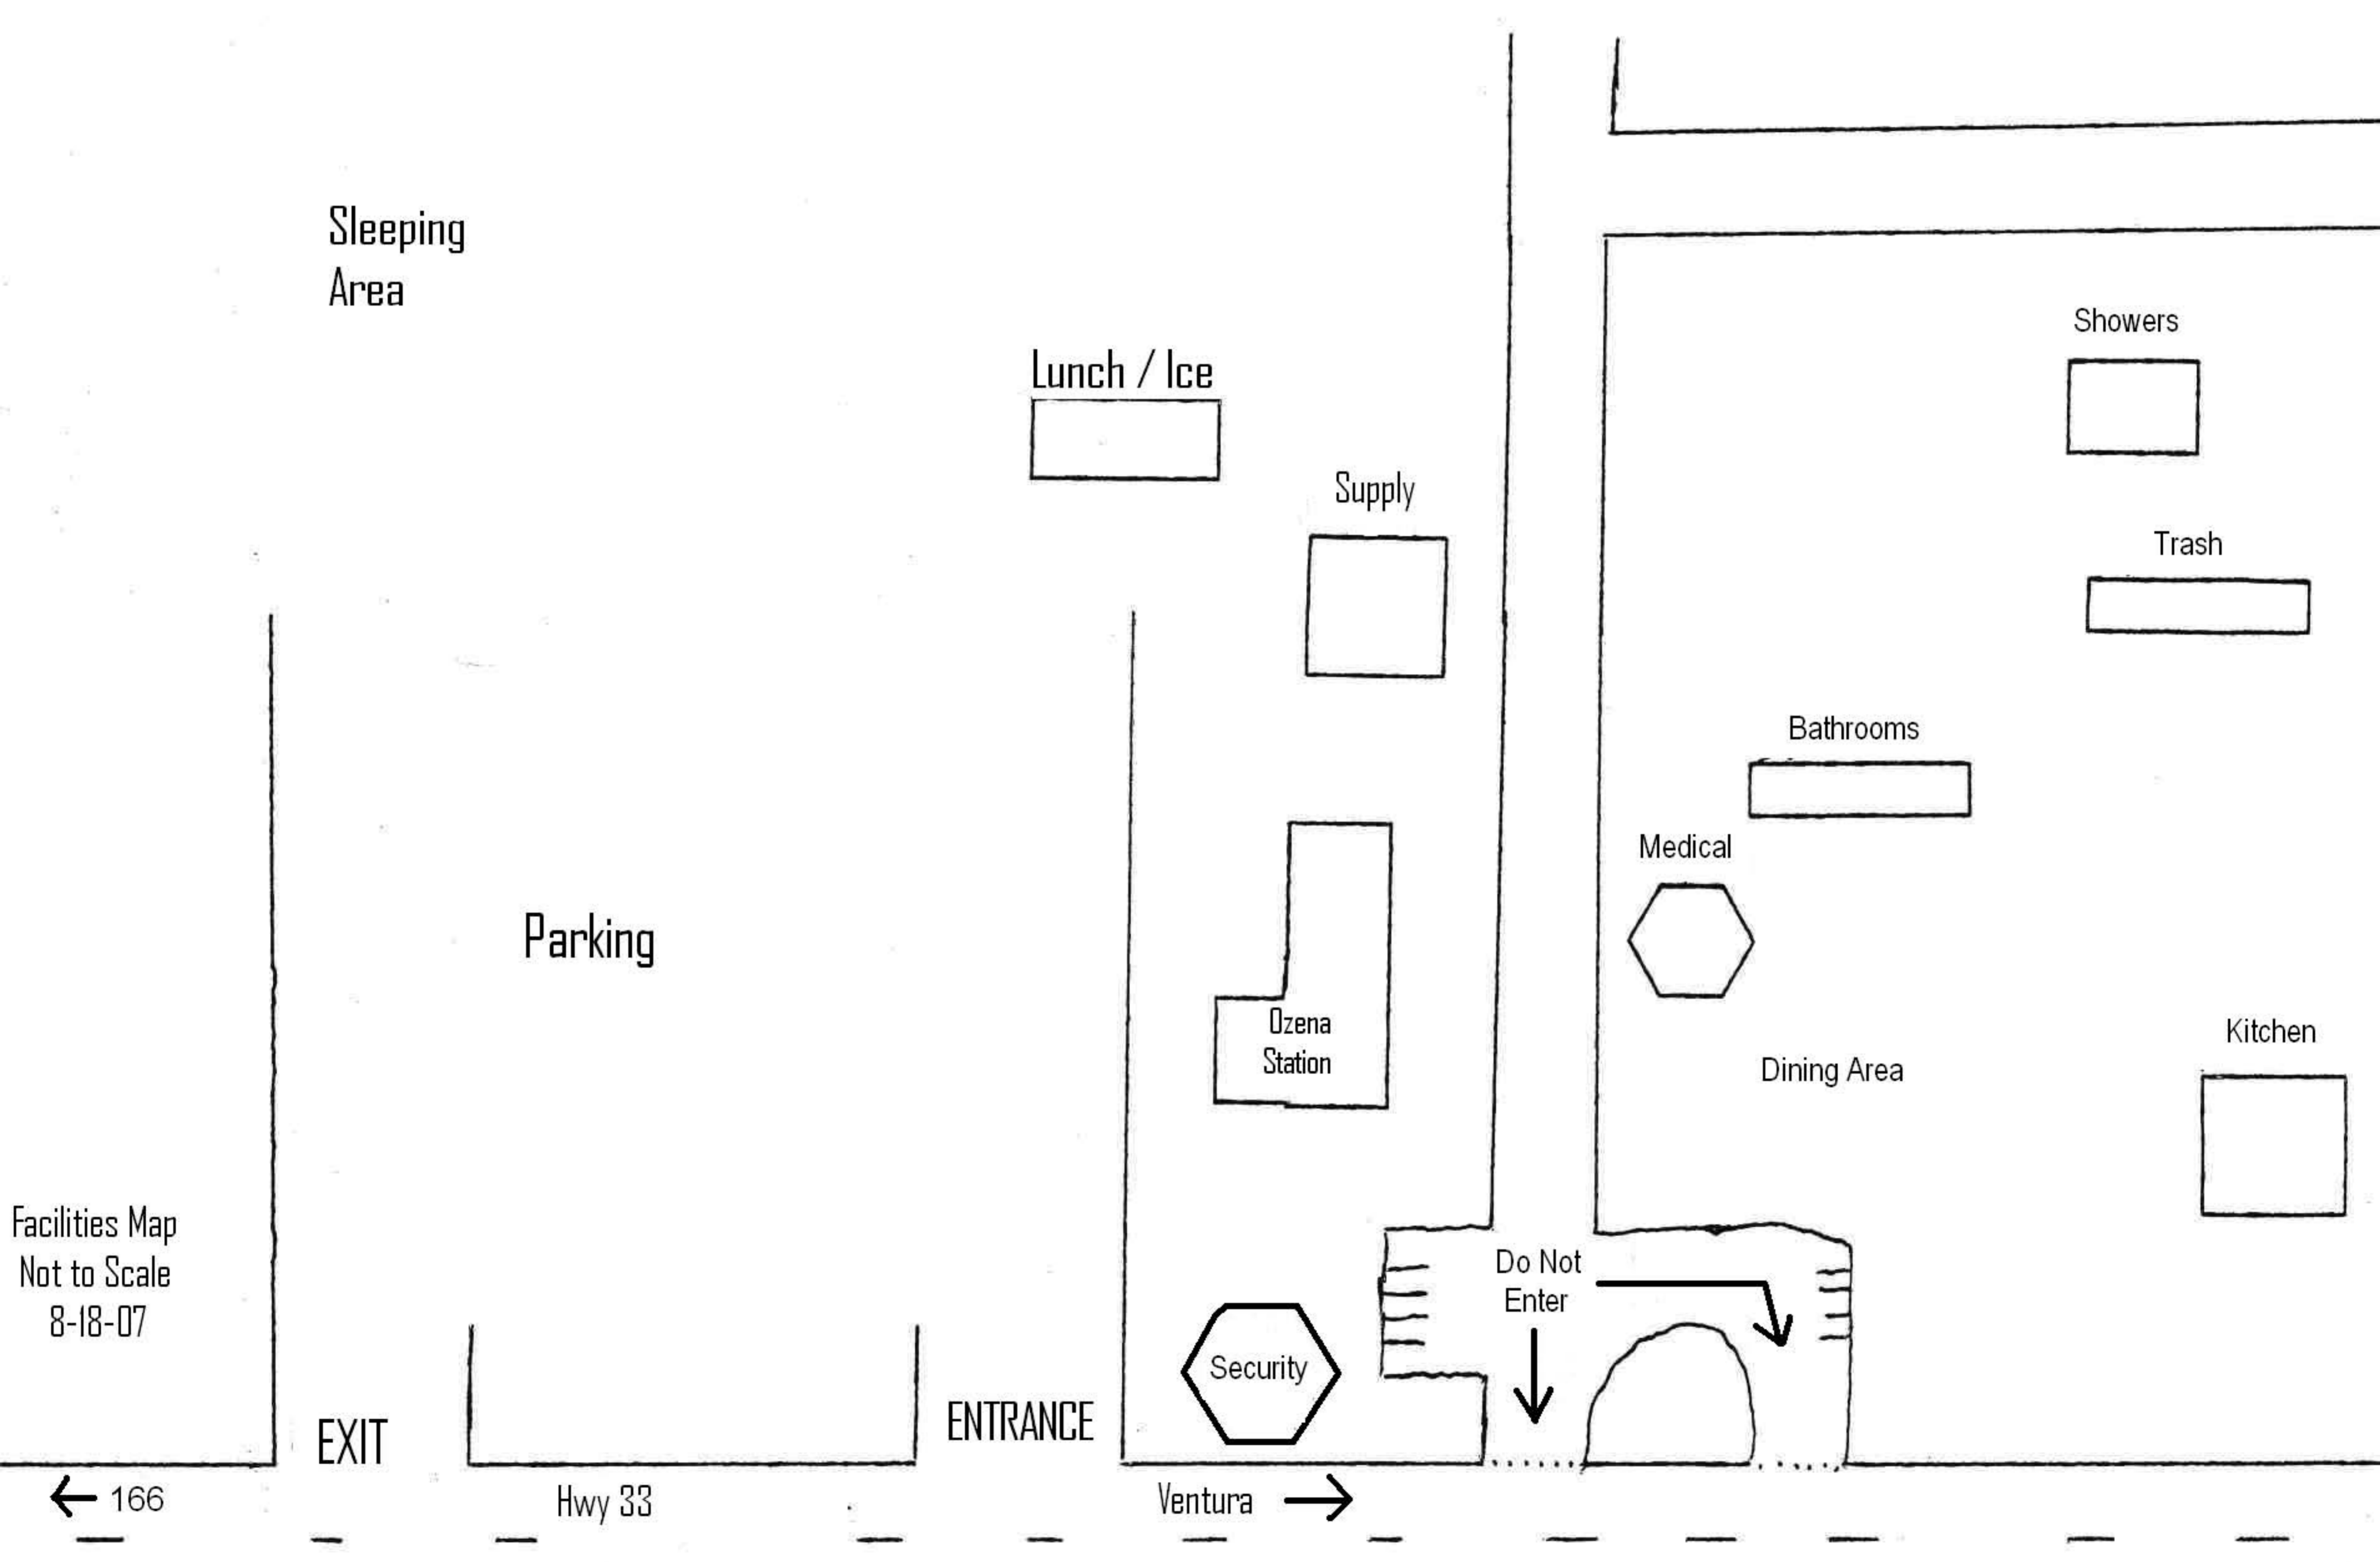 Sleeping
Area
Lunch / Ice
Showers
Supply
Trash
Bathrooms
Medical
Parking
Ozena
Station
Kitchen
Dining Area
Facilities Map
Not to Scale
8-18-07
Do Not
Enter
Security
EXIT
ENTRANCE
166
Hwy 33
Ventura